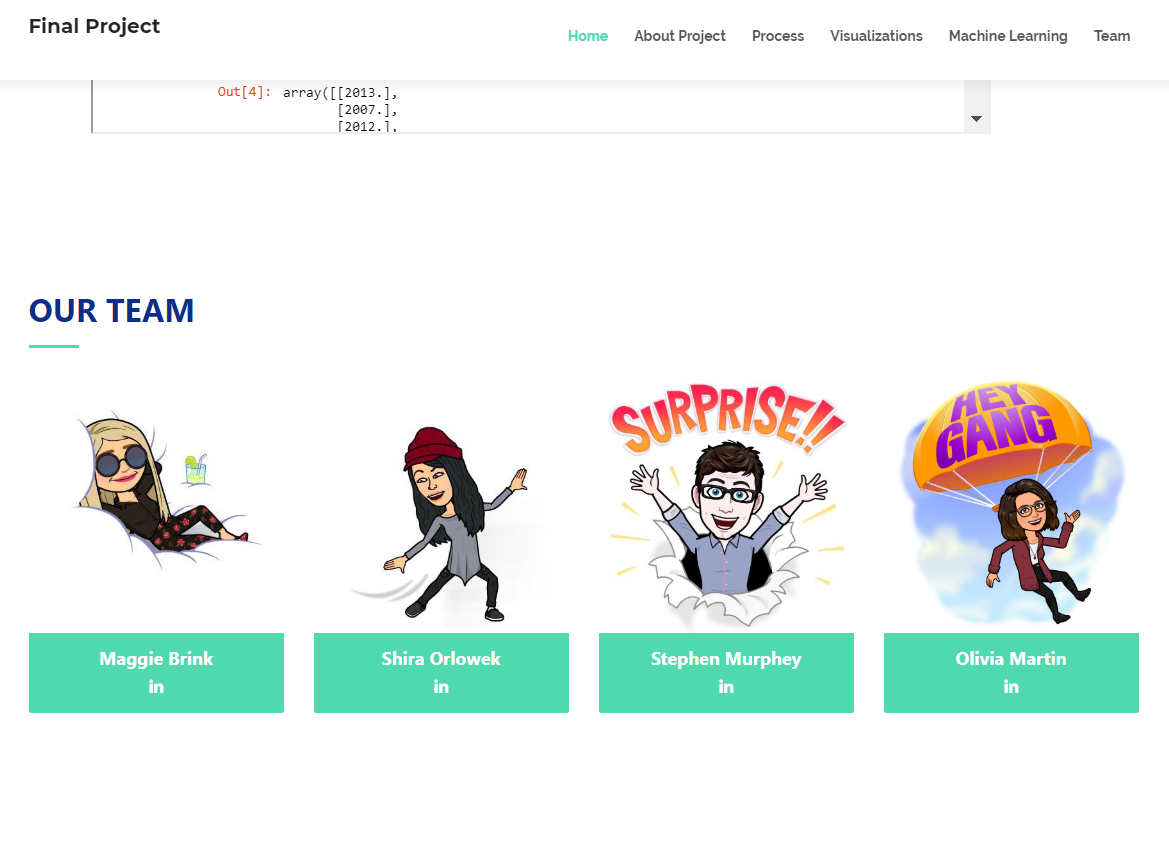 Final Project
Home About Project Process Visualizations Machine Learning Team
Out[4]: array([[2013.],
[2007.],
[2012.],
OUR TEAM
SURPRISE!!
HEY
GANG
Maggie Brink
in
Shira Orlowek
in
Stephen Murphey
in
Olivia Martin
in